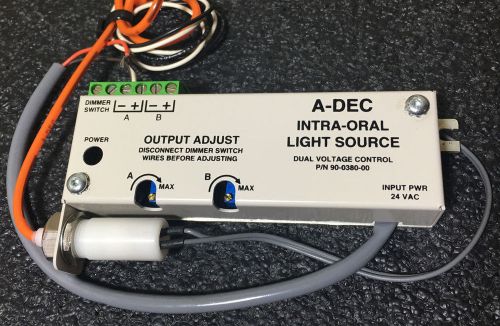 DIMMER
SWITCH
− + − +
A B
POWER
OUTPUT ADJUST
DISCONNECT DIMMER SWITCH
WIRES BEFORE ADJUSTING
A MAX B MAX
A-DEC
INTRA-ORAL
LIGHT SOURCE
DUAL VOLTAGE CONTROL
P/N 90-0380-00
INPUT PWR
24 VAC